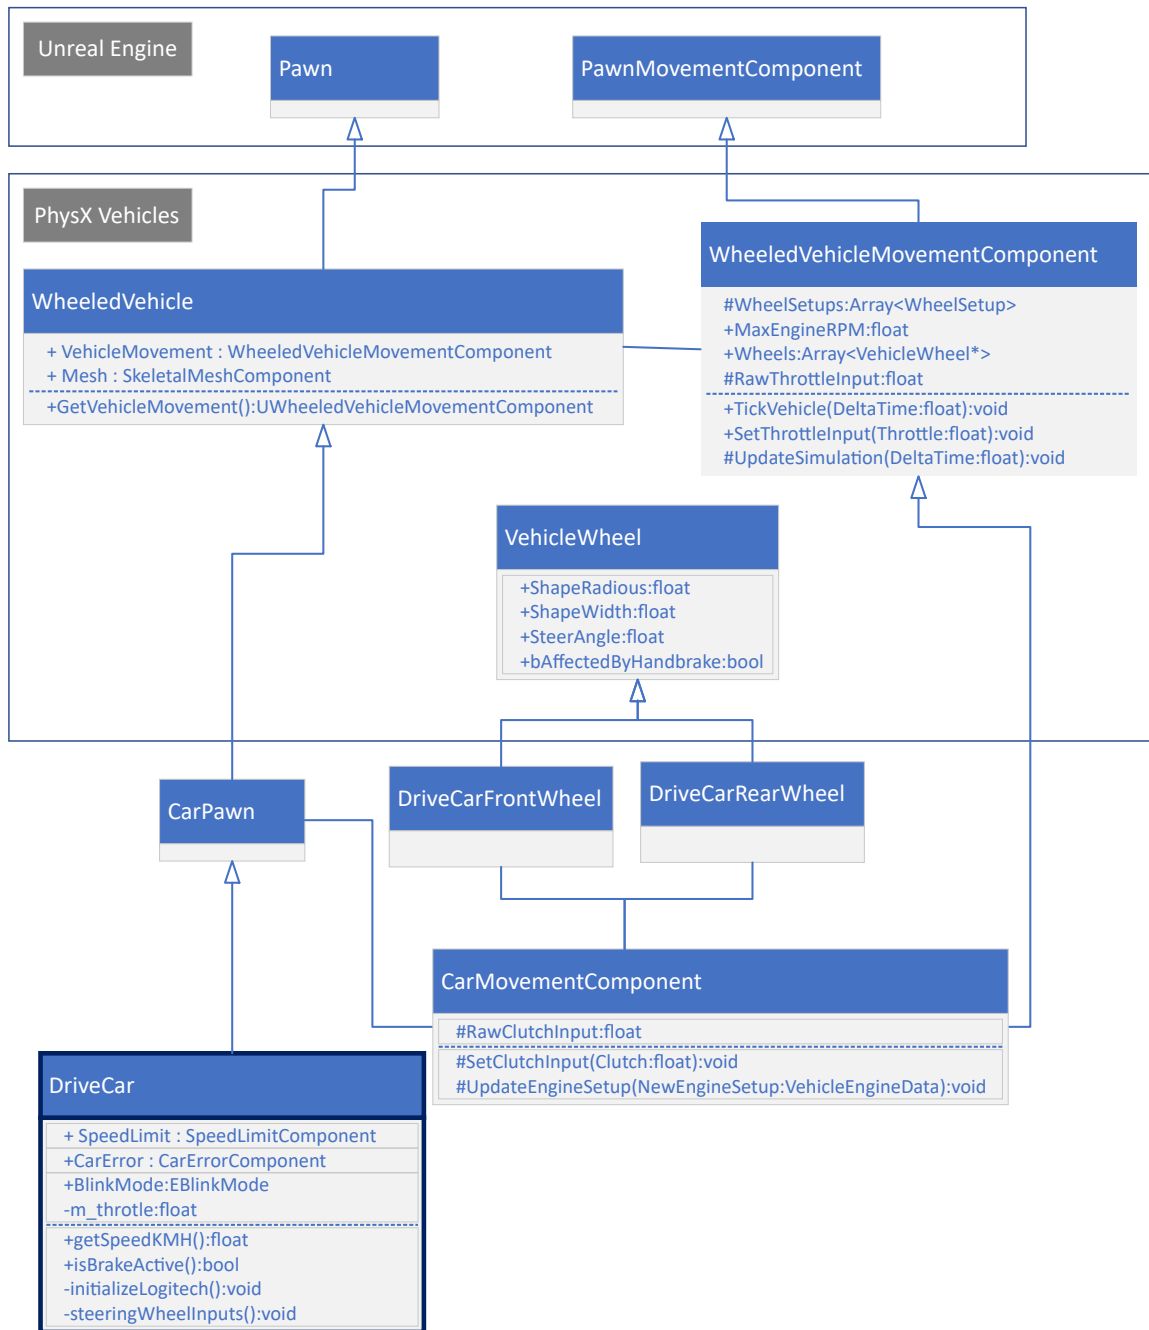 Unreal Engine
Pawn
PawnMovementComponent
PhysX Vehicles
WheeledVehicle
+ VehicleMovement : WheeledVehicleMovementComponent
+ Mesh : SkeletalMeshComponent
+GetVehicleMovement():UWheeledVehicleMovementComponent
WheeledVehicleMovementComponent
#WheelSetups:Array<WheelSetup>
+MaxEngineRPM:float
+Wheels:Array<VehicleWheel*>
#RawThrottleInput:float
+TickVehicle(DeltaTime:float):void
+SetThrottleInput(Throttle:float):void
#UpdateSimulation(DeltaTime:float):void
VehicleWheel
+ShapeRadious:float
+ShapeWidth:float
+SteerAngle:float
+bAffectedByHandbrake:bool
CarPawn
DriveCarFrontWheel
DriveCarRearWheel
CarMovementComponent
#RawClutchInput:float
#SetClutchInput(Clutch:float):void
#UpdateEngineSetup(NewEngineSetup:VehicleEngineData):void
DriveCar
+ SpeedLimit : SpeedLimitComponent
+CarError : CarErrorComponent
+BlinkMode:EBlinkMode
-m_throtle:float
+getSpeedKMH():float
+isBrakeActive():bool
-initializeLogitech():void
-steeringWheelInputs():void